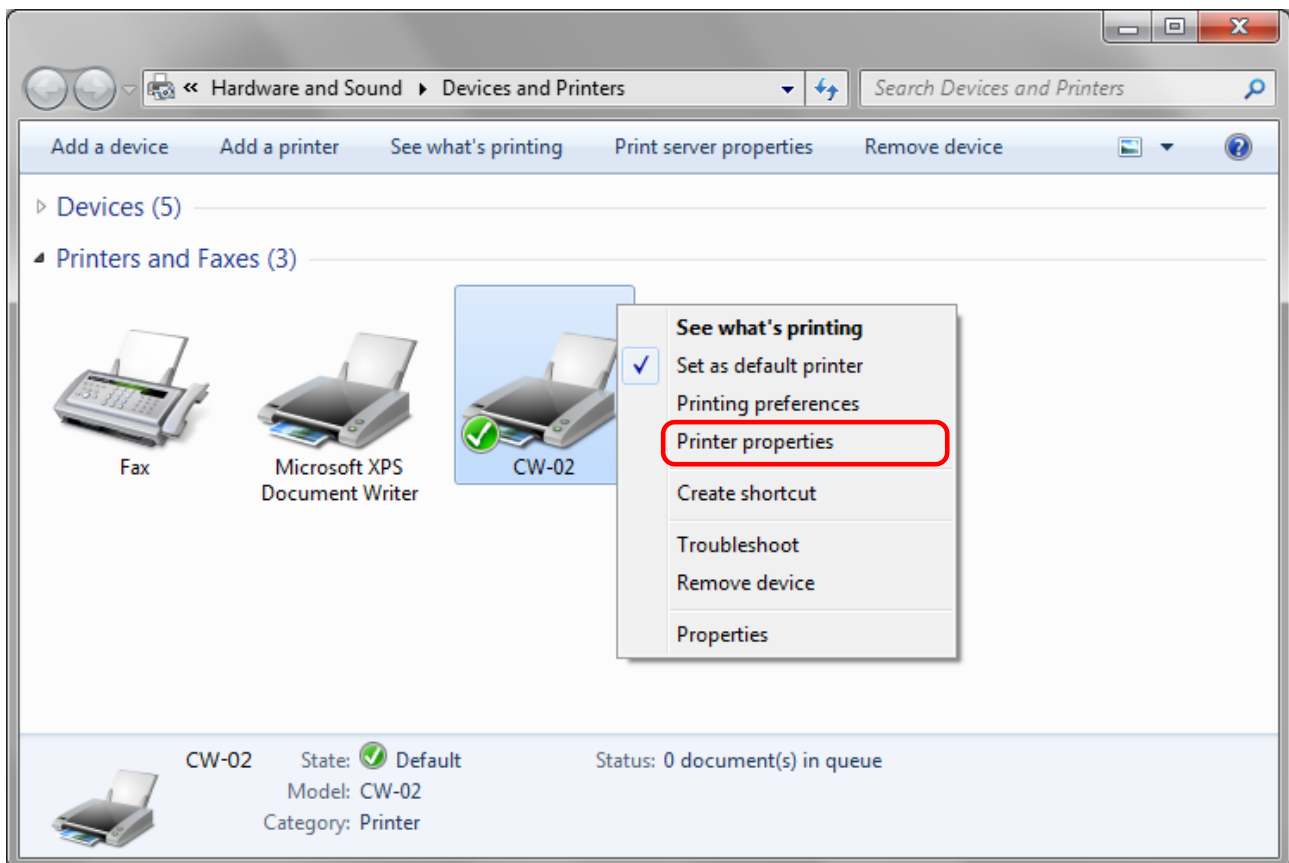 « Hardware and Sound ▸ Devices and Printers
Search Devices and Printers
Add a device Add a printer See what's printing Print server properties Remove device
Devices (5)
Printers and Faxes (3)
Fax
Microsoft XPS
Document Writer
CW-02
See what's printing
Set as default printer
Printing preferences
Printer properties
Create shortcut
Troubleshoot
Remove device
Properties
CW-02 State: Default Status: 0 document(s) in queue
Model: CW-02
Category: Printer